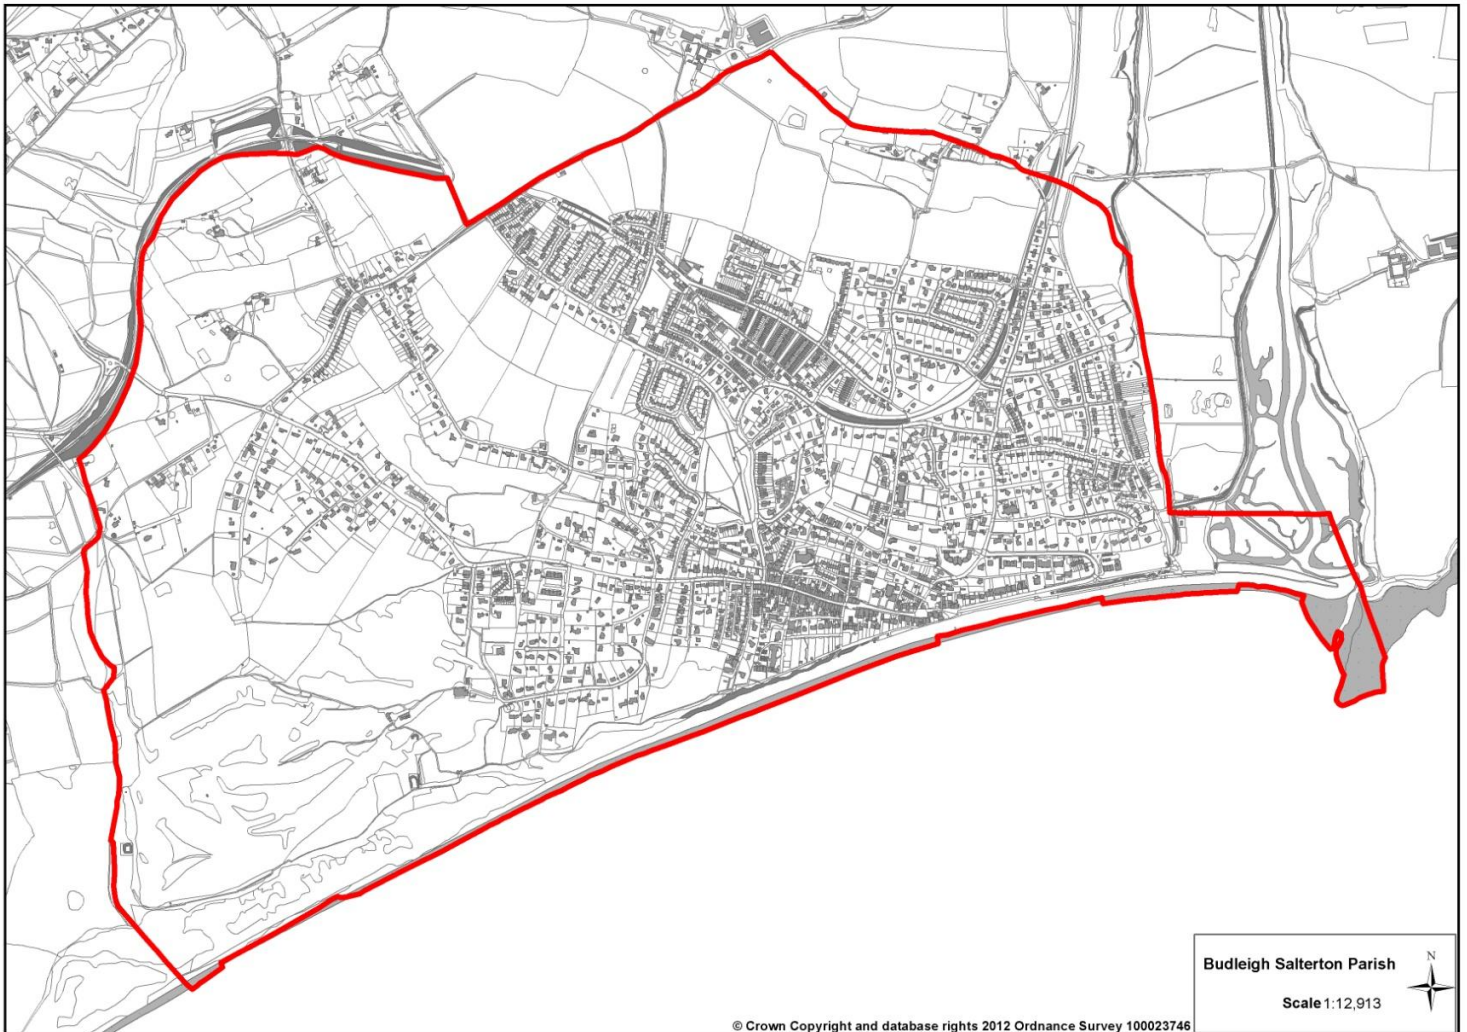 Budleigh Salterton Parish
N
Scale 1:12,913
© Crown Copyright and database rights 2012 Ordnance Survey 100023746